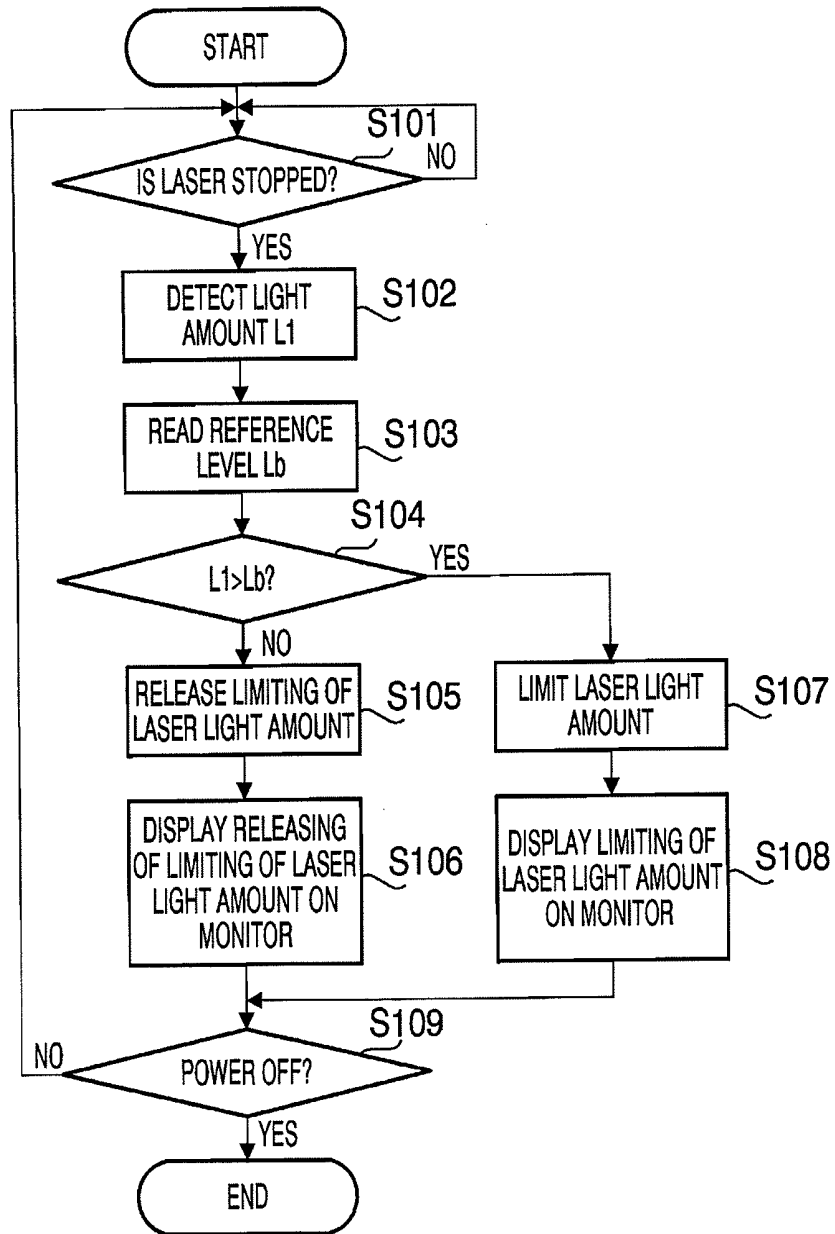 START
S101
NO
IS LASER STOPPED?
YES
DETECT LIGHT
AMOUNT L1
S102
READ REFERENCE
LEVEL Lb
S103
S104
L1>Lb?
YES
NO
RELEASE LIMITING OF
LASER LIGHT AMOUNT
S105
LIMIT LASER LIGHT
AMOUNT
S107
DISPLAY RELEASING
OF LIMITING OF LASER
LIGHT AMOUNT ON
MONITOR
S106
DISPLAY LIMITING OF
LASER LIGHT AMOUNT
ON MONITOR
S108
S109
NO
POWER OFF?
YES
END